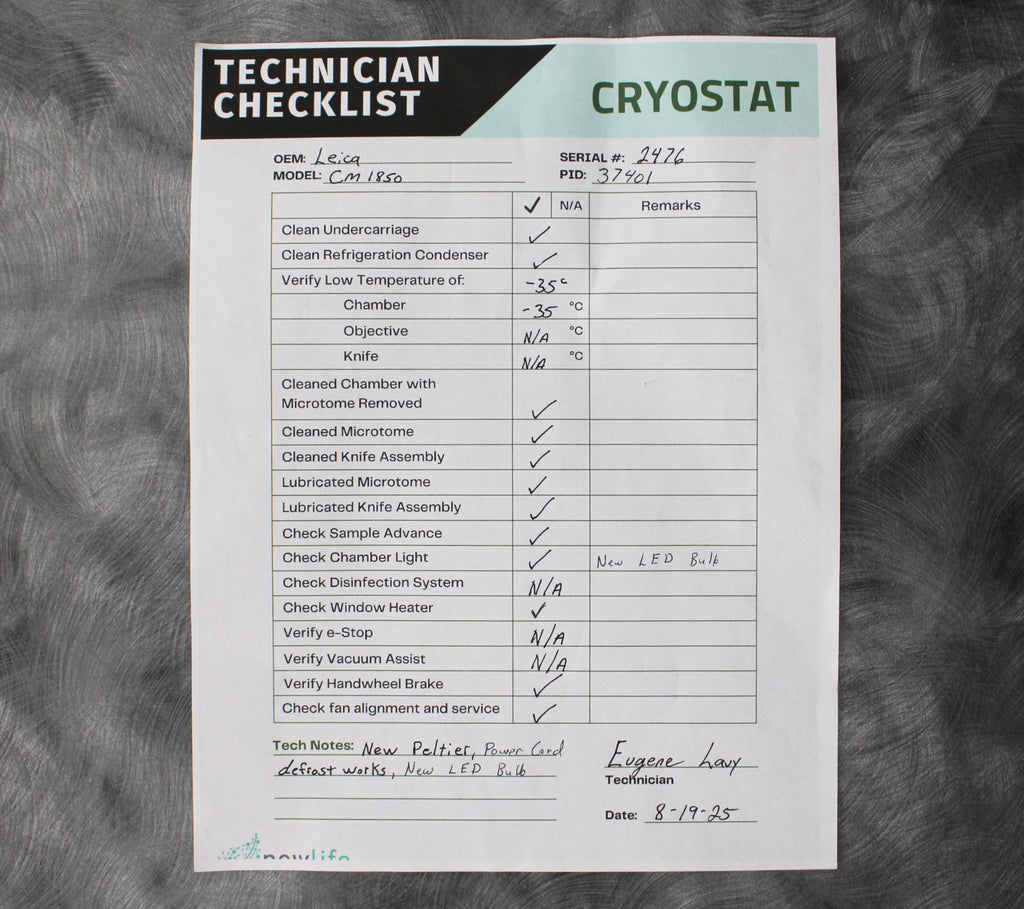 TECHNICIAN
CHECKLIST
CRYOSTAT
OEM: Leica
MODEL: CM 1850
SERIAL #: 2476
PID: 37401
✓ N/A Remarks
Clean Undercarriage ✓
Clean Refrigeration Condenser ✓
Verify Low Temperature of: -35°
Chamber -35 °C
Objective N/A °C
Knife N/A °C
Cleaned Chamber with
Microtome Removed ✓
Cleaned Microtome ✓
Cleaned Knife Assembly ✓
Lubricated Microtome ✓
Lubricated Knife Assembly ✓
Check Sample Advance ✓
Check Chamber Light ✓ New LED Bulb
Check Disinfection System N/A
Check Window Heater ✓
Verify e-Stop N/A
Verify Vacuum Assist N/A
Verify Handwheel Brake ✓
Check fan alignment and service ✓
Tech Notes: New Peltier, Power Cord
defrost works, New LED Bulb
Eugene Lavy
Technician
Date: 8-19-25
newlife